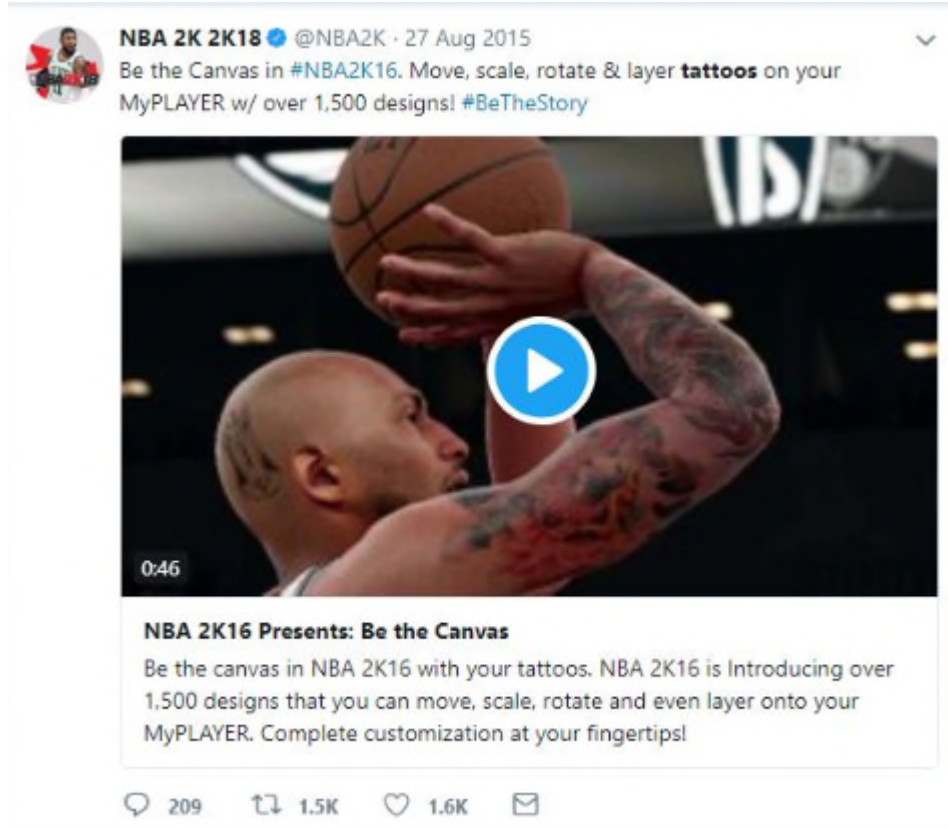 NBA 2K 2K18 @NBA2K · 27 Aug 2015
Be the Canvas in #NBA2K16. Move, scale, rotate & layer tattoos on your
MyPLAYER w/ over 1,500 designs! #BeTheStory
0:46
NBA 2K16 Presents: Be the Canvas
Be the canvas in NBA 2K16 with your tattoos. NBA 2K16 is Introducing over
1,500 designs that you can move, scale, rotate and even layer onto your
MyPLAYER. Complete customization at your fingertips!
209 1.5K 1.6K